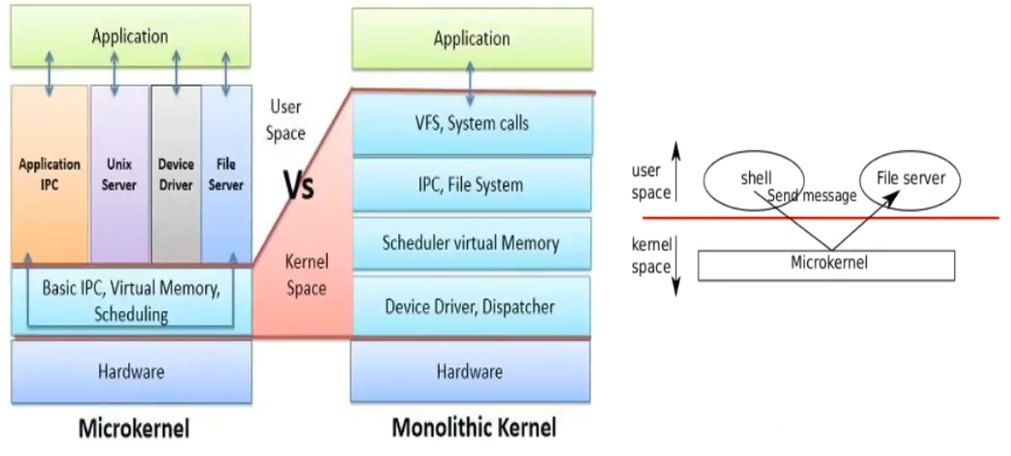 Application
Application
IPC
Unix
Server
Device
Driver
File
Server
Basic IPC, Virtual Memory,
Scheduling
Hardware
Microkernel
User
Space
Vs
Kernel
Space
Application
VFS, System calls
IPC, File System
Scheduler virtual Memory
Device Driver, Dispatcher
Hardware
Monolithic Kernel
user
space
shell
Send message
File server
kernel
space
Microkernel